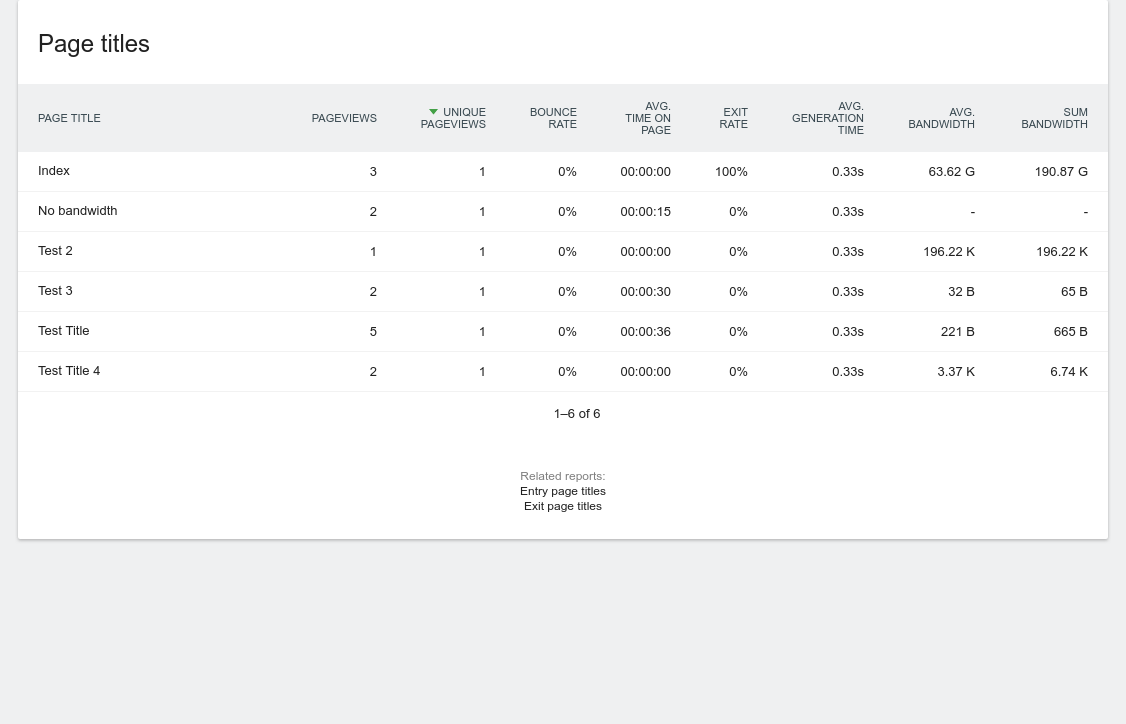 Page titles
PAGE TITLE PAGEVIEWS UNIQUE PAGEVIEWS BOUNCE RATE AVG. TIME ON PAGE EXIT RATE AVG. GENERATION TIME AVG. BANDWIDTH SUM BANDWIDTH
Index 3 1 0% 00:00:00 100% 0.33s 63.62 G 190.87 G
No bandwidth 2 1 0% 00:00:15 0% 0.33s - -
Test 2 1 1 0% 00:00:00 0% 0.33s 196.22 K 196.22 K
Test 3 2 1 0% 00:00:30 0% 0.33s 32 B 65 B
Test Title 5 1 0% 00:00:36 0% 0.33s 221 B 665 B
Test Title 4 2 1 0% 00:00:00 0% 0.33s 3.37 K 6.74 K
1–6 of 6
Related reports:
Entry page titles
Exit page titles